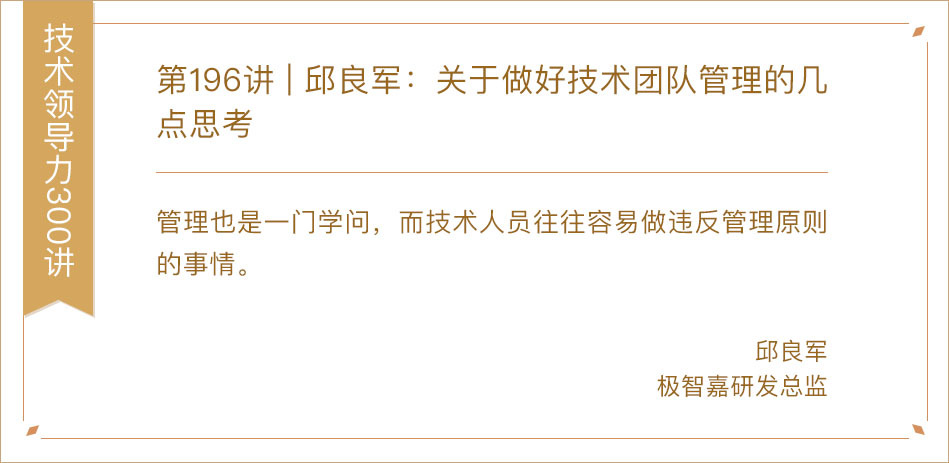 技术领导力300讲
第196讲 | 邱良军：关于做好技术团队管理的几
点思考
管理也是一门学问，而技术人员往往容易做违反管理原则
的事情。
邱良军
极智嘉研发总监